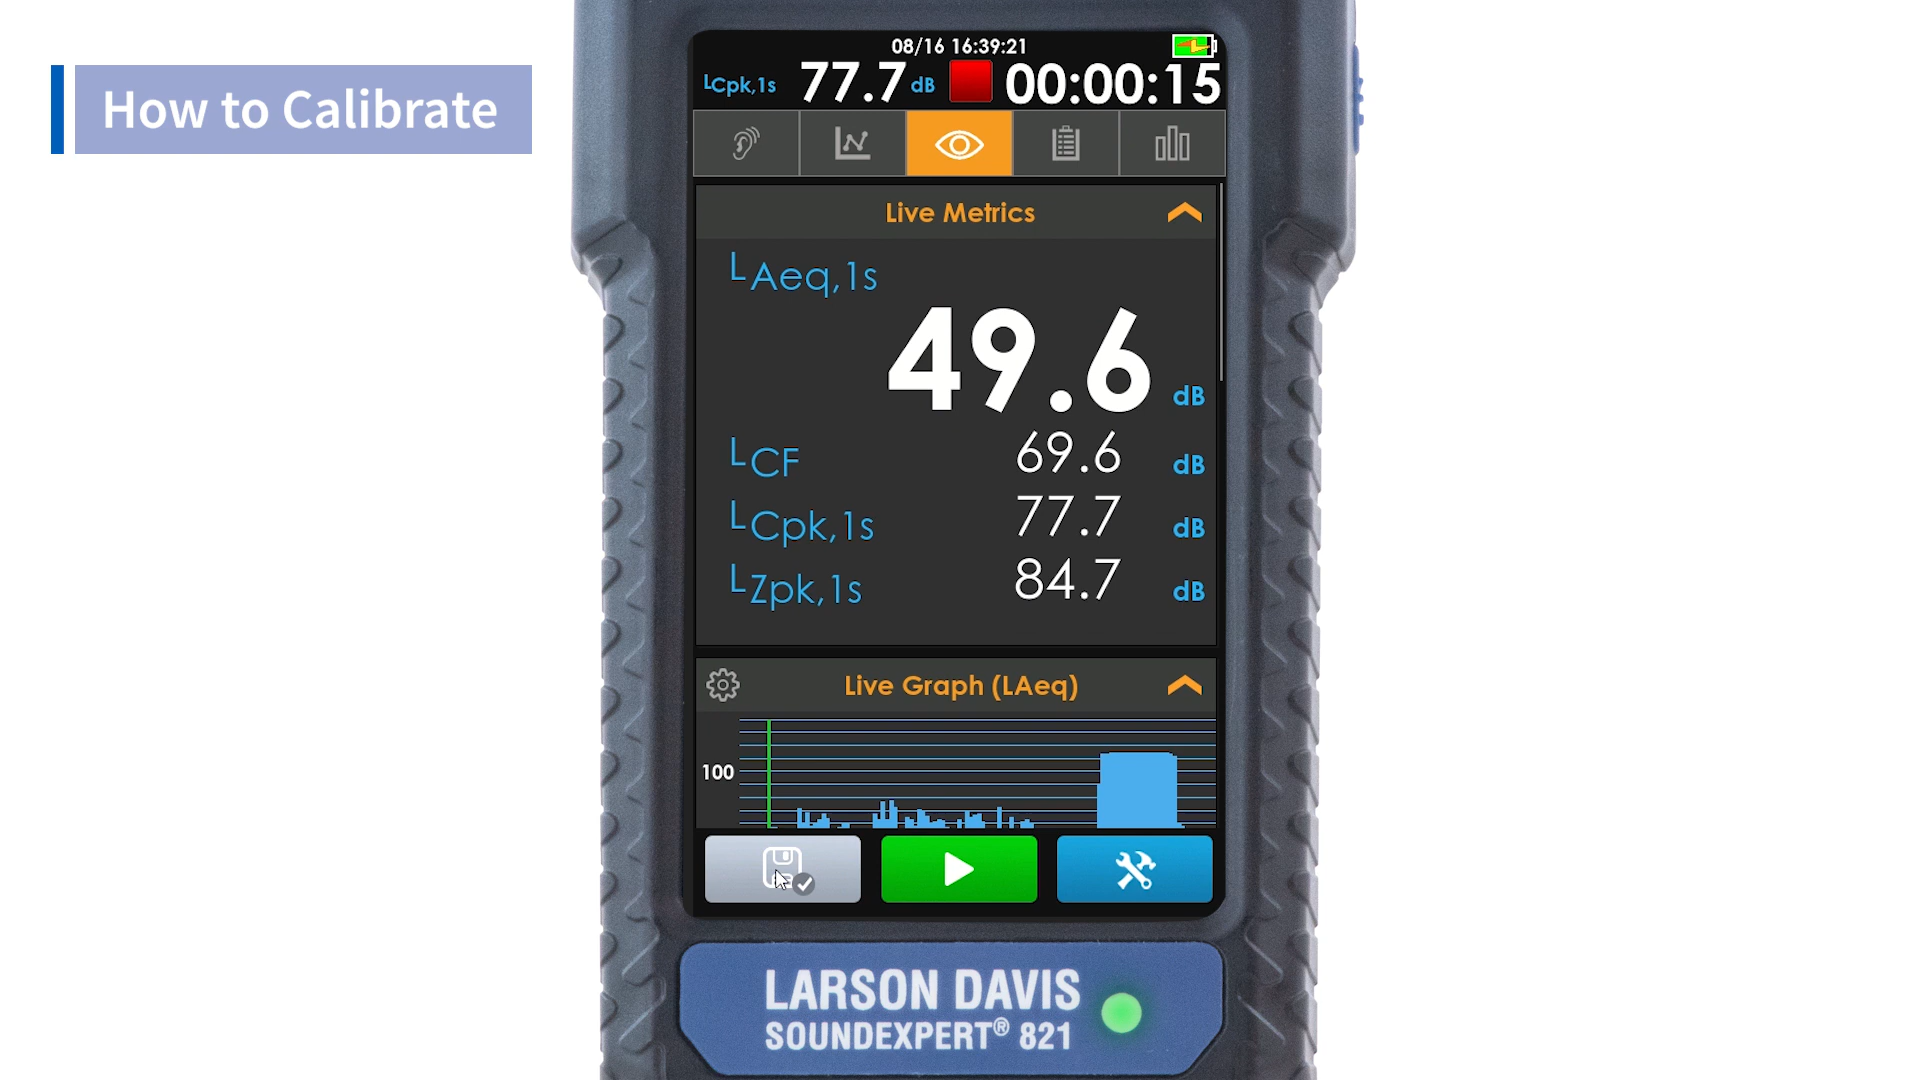 How to Calibrate
08/16 16:39:21
LCpk,1s 77.7 dB 00:00:15
Live Metrics
LAeq,1s
49.6 dB
LCF 69.6 dB
LCpk,1s 77.7 dB
LZpk,1s 84.7 dB
Live Graph (LAeq)
100
LARSON DAVIS
SOUNDEXPERT® 821